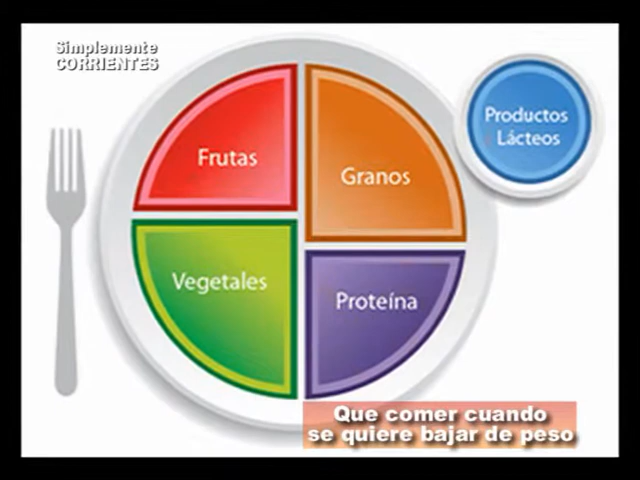 Simplemente
CORRIENTES
Frutas
Granos
Productos
Lácteos
Vegetales
Proteína
Que comer cuando
se quiere bajar de peso